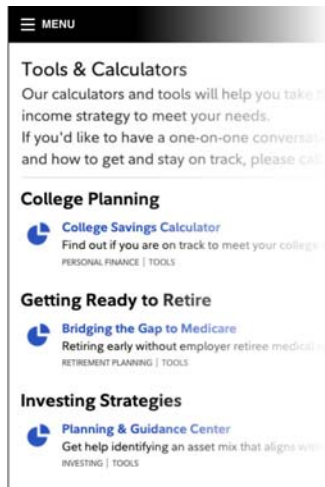 MENU
Tools & Calculators
Our calculators and tools will help you take
income strategy to meet your needs.
If you'd like to have a one-on-one conversat
and how to get and stay on track, please call
College Planning
College Savings Calculator
Find out if you are on track to meet your college
PERSONAL FINANCE | TOOLS
Getting Ready to Retire
Bridging the Gap to Medicare
Retiring early without employer retiree medical
RETIREMENT PLANNING | TOOLS
Investing Strategies
Planning & Guidance Center
Get help identifying an asset mix that aligns with
INVESTING | TOOLS